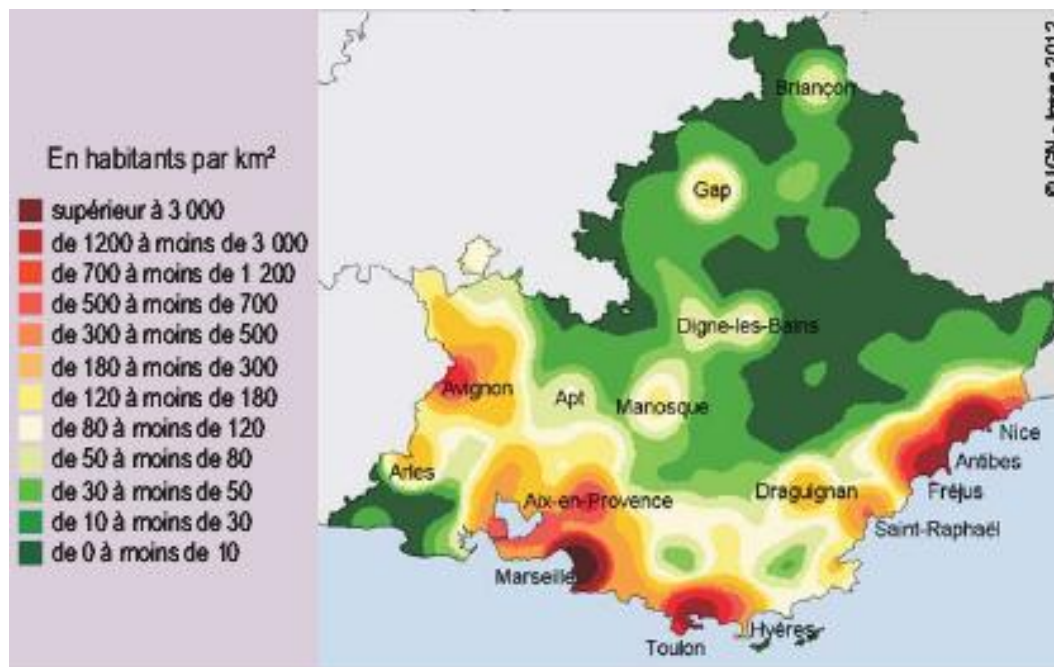 En habitants par km²
supérieur à 3 000
de 1200 à moins de 3 000
de 700 à moins de 1 200
de 500 à moins de 700
de 300 à moins de 500
de 180 à moins de 300
de 120 à moins de 180
de 80 à moins de 120
de 50 à moins de 80
de 30 à moins de 50
de 10 à moins de 30
de 0 à moins de 10
Briançon
Gap
Digne-les-Bains
Avignon
Apt
Manosque
Nice
Antibes
Arles
Aix-en-Provence
Draguignan
Fréjus
Saint-Raphaël
Marseille
Hyères
Toulon
2012